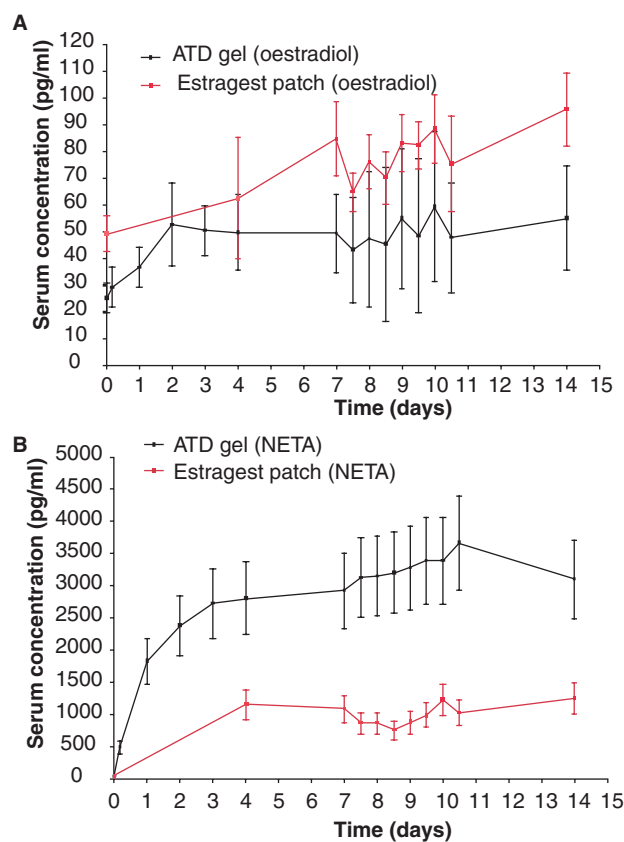 A
120
110
100
90
80
70
60
50
40
30
20
10
0
Serum concentration (pg/ml)
ATD gel (oestradiol)
Estragest patch (oestradiol)
0 1 2 3 4 5 6 7 8 9 10 11 12 13 14 15
Time (days)
B
5000
4500
4000
3500
3000
2500
2000
1500
1000
500
0
Serum concentration (pg/ml)
ATD gel (NETA)
Estragest patch (NETA)
0 1 2 3 4 5 6 7 8 9 10 11 12 13 14 15
Time (days)